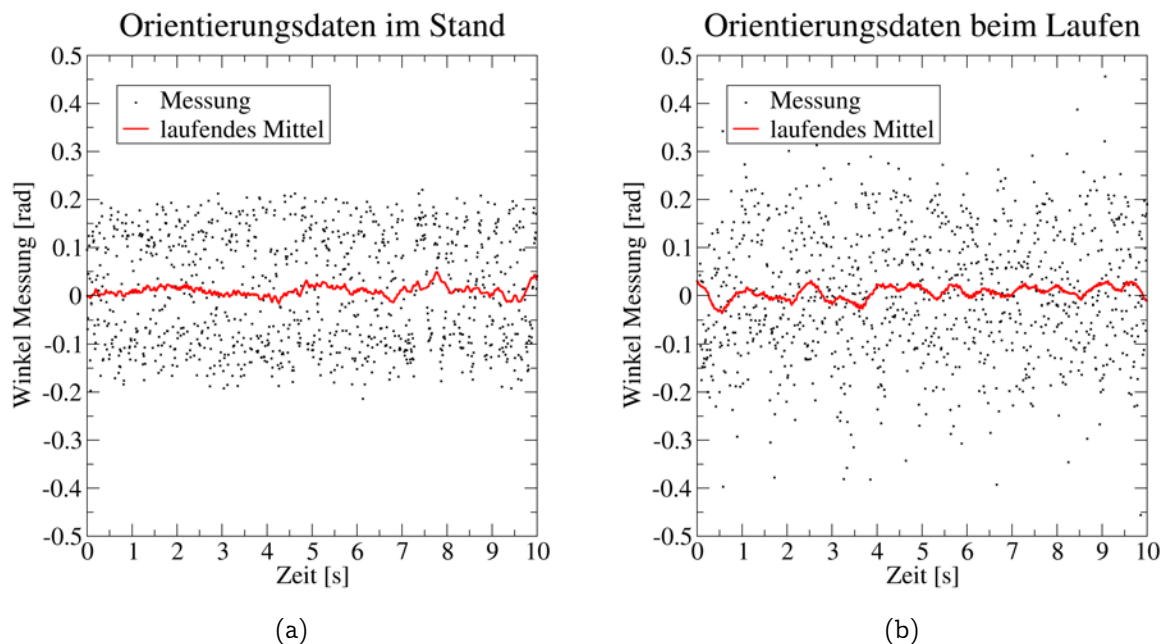 Orientierungsdaten im Stand
0.5
0.4
0.3
0.2
0.1
0
-0.1
-0.2
-0.3
-0.4
-0.5
Winkel Messung [rad]
Messung
laufendes Mittel
0 1 2 3 4 5 6 7 8 9 10
Zeit [s]
(a)
Orientierungsdaten beim Laufen
0.5
0.4
0.3
0.2
0.1
0
-0.1
-0.2
-0.3
-0.4
-0.5
Winkel Messung [rad]
Messung
laufendes Mittel
0 1 2 3 4 5 6 7 8 9 10
Zeit [s]
(b)